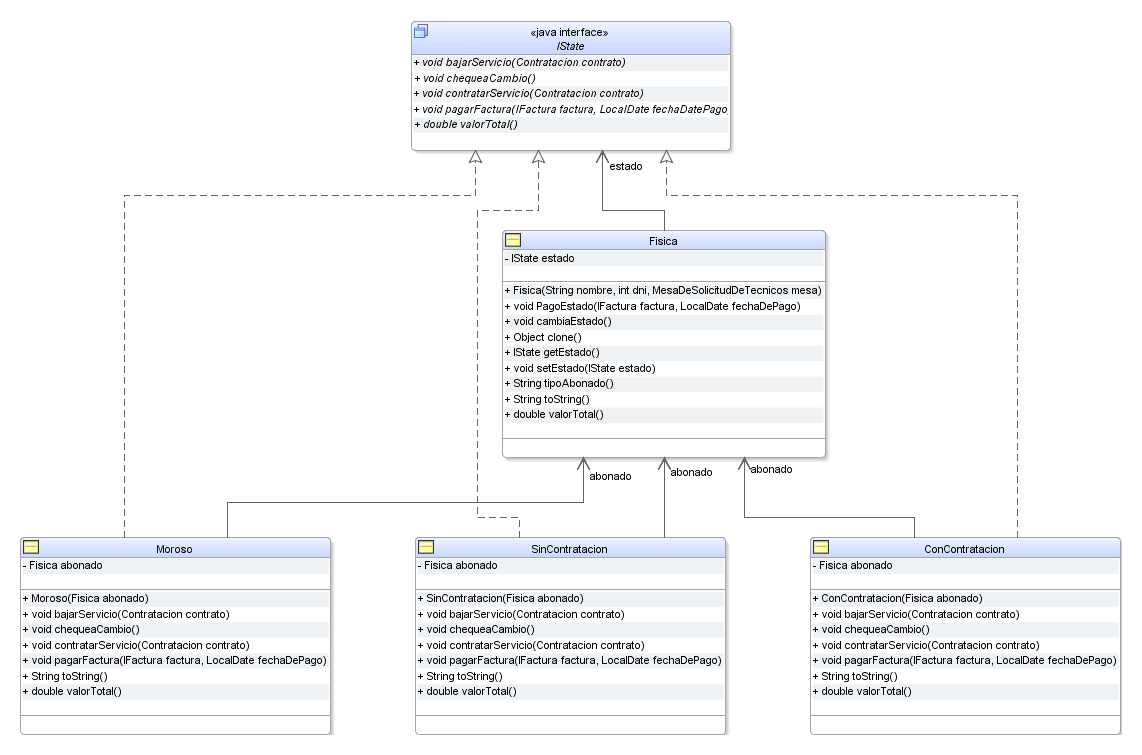 «java interface»
IState
+ void bajarServicio(Contratacion contrato)
+ void chequeaCambio()
+ void contratarServicio(Contratacion contrato)
+ void pagarFactura(IFactura factura, LocalDate fechaDatePago
+ double valorTotal()
estado
Fisica
- IState estado
+ Fisica(String nombre, int dni, MesaDeSolicitudDeTecnicos mesa)
+ void PagoEstado(IFactura factura, LocalDate fechaDePago)
+ void cambiaEstado()
+ Object clone()
+ IState getEstado()
+ void setEstado(IState estado)
+ String tipoAbonado()
+ String toString()
+ double valorTotal()
abonado
abonado
abonado
Moroso
- Fisica abonado
+ Moroso(Fisica abonado)
+ void bajarServicio(Contratacion contrato)
+ void chequeaCambio()
+ void contratarServicio(Contratacion contrato)
+ void pagarFactura(IFactura factura, LocalDate fechaDePago)
+ String toString()
+ double valorTotal()
SinContratacion
- Fisica abonado
+ SinContratacion(Fisica abonado)
+ void bajarServicio(Contratacion contrato)
+ void chequeaCambio()
+ void contratarServicio(Contratacion contrato)
+ void pagarFactura(IFactura factura, LocalDate fechaDePago)
+ String toString()
+ double valorTotal()
ConContratacion
- Fisica abonado
+ ConContratacion(Fisica abonado)
+ void bajarServicio(Contratacion contrato)
+ void chequeaCambio()
+ void contratarServicio(Contratacion contrato)
+ void pagarFactura(IFactura factura, LocalDate fechaDePago)
+ String toString()
+ double valorTotal()